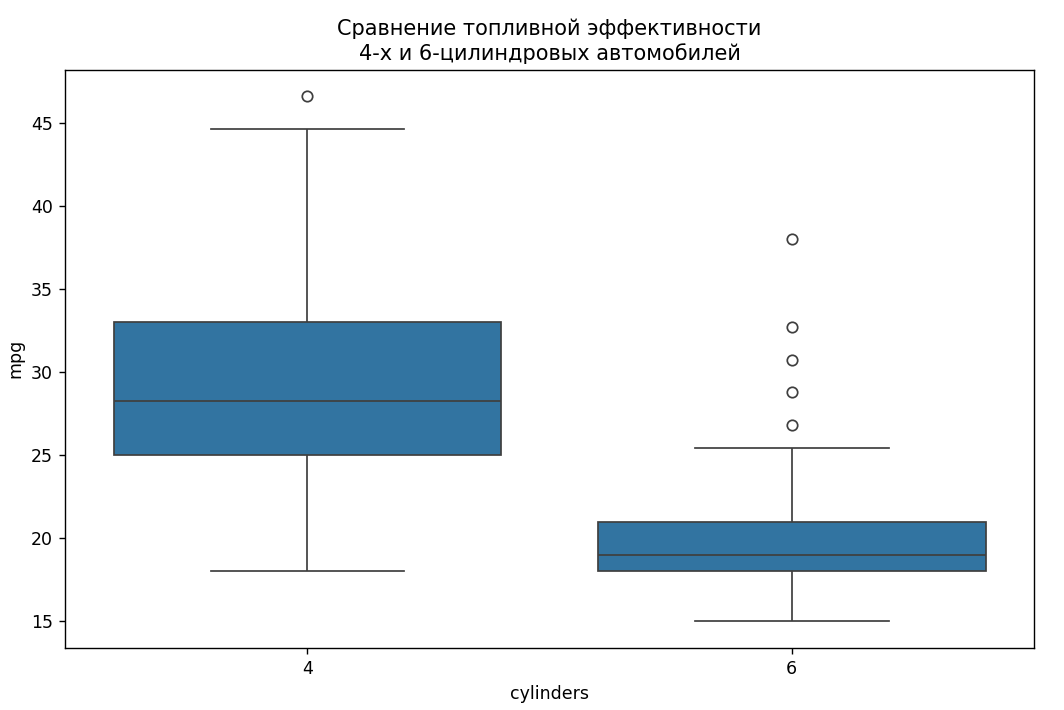 Сравнение топливной эффективности
4-х и 6-цилиндровых автомобилей
45
40
35
30
25
20
15
mpg
4
6
cylinders